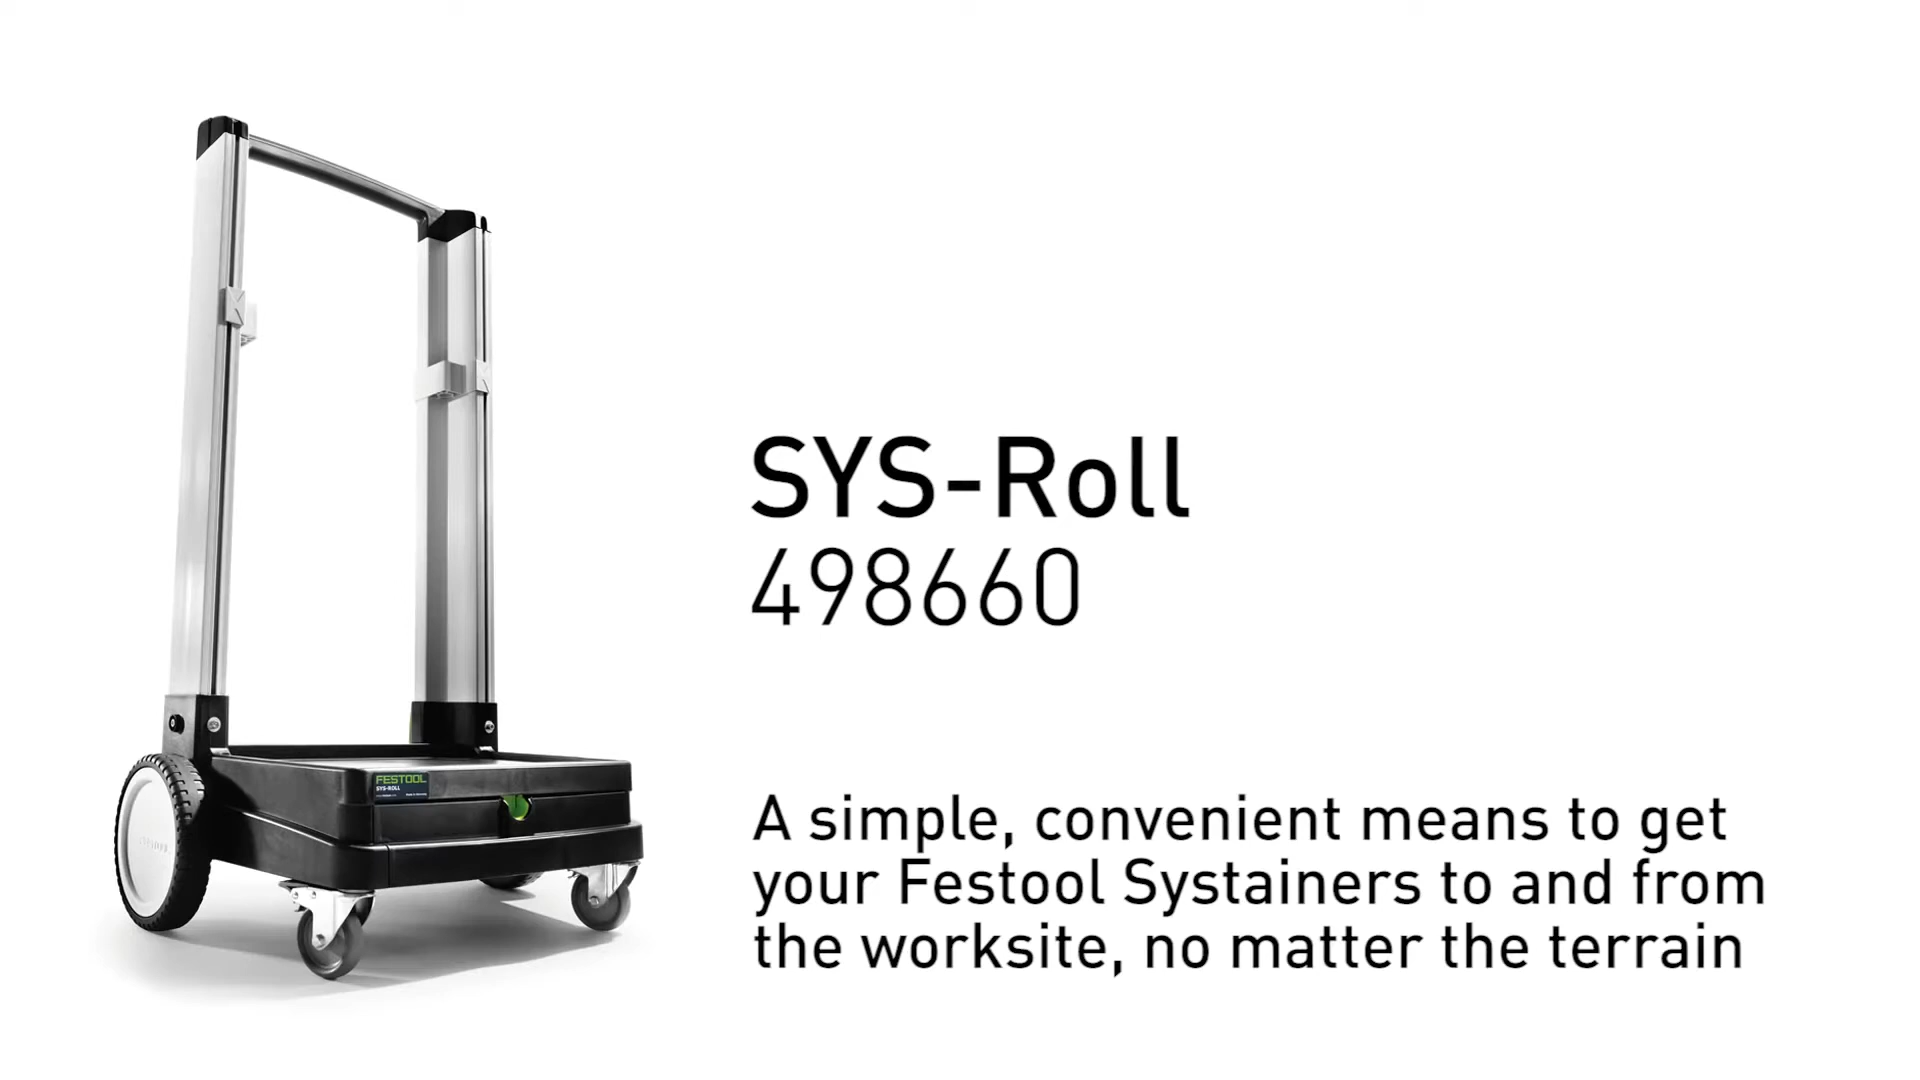 SYS-Roll
498660
A simple, convenient means to get
your Festool Systainers to and from
the worksite, no matter the terrain
FESTOOL
SYS-ROLL